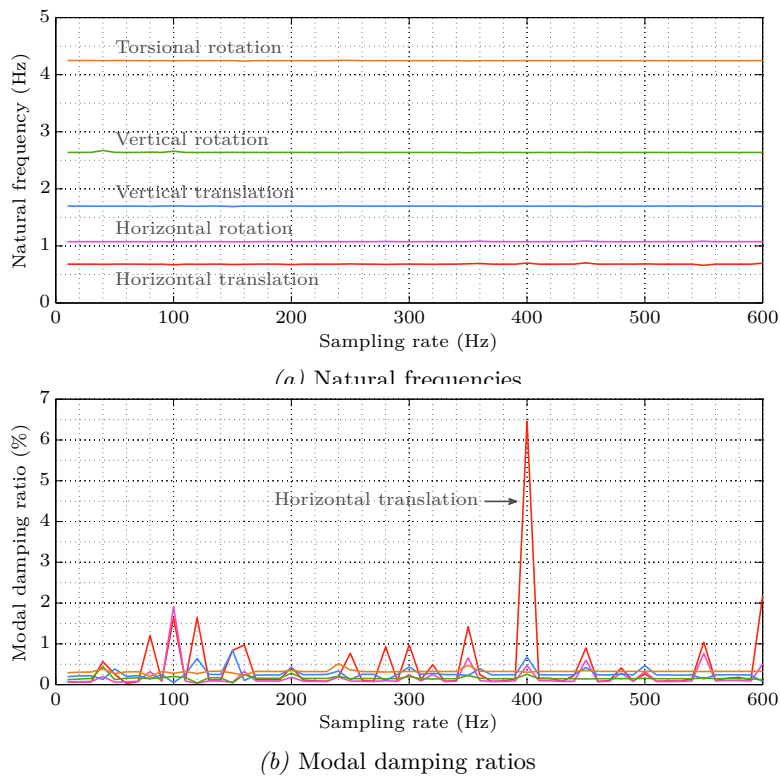 5
4
3
2
1
0
Natural frequency (Hz)
Torsional rotation
Vertical rotation
Vertical translation
Horizontal rotation
Horizontal translation
0 100 200 300 400 500 600
Sampling rate (Hz)
(a) Natural frequencies
7
6
5
4
3
2
1
0
Modal damping ratio (%)
Horizontal translation
0 100 200 300 400 500 600
Sampling rate (Hz)
(b) Modal damping ratios